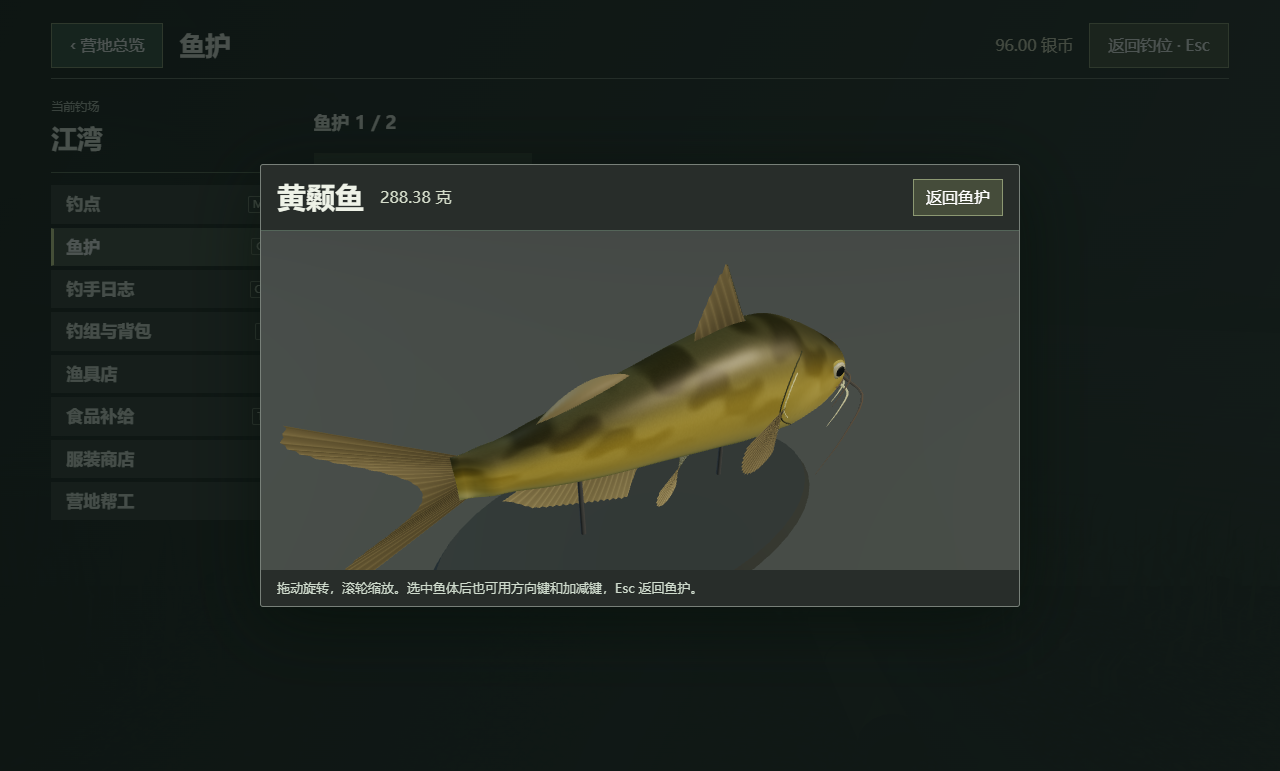 ‹ 营地总览
鱼护
96.00 银币
返回钓位 · Esc
当前钓场
江湾
鱼护 1 / 2
钓点
鱼护
钓手日志
钓组与背包
渔具店
食品补给
服装商店
营地帮工
黄颡鱼
288.38 克
返回鱼护
拖动旋转，滚轮缩放。选中鱼体后也可用方向键和加减键，Esc 返回鱼护。